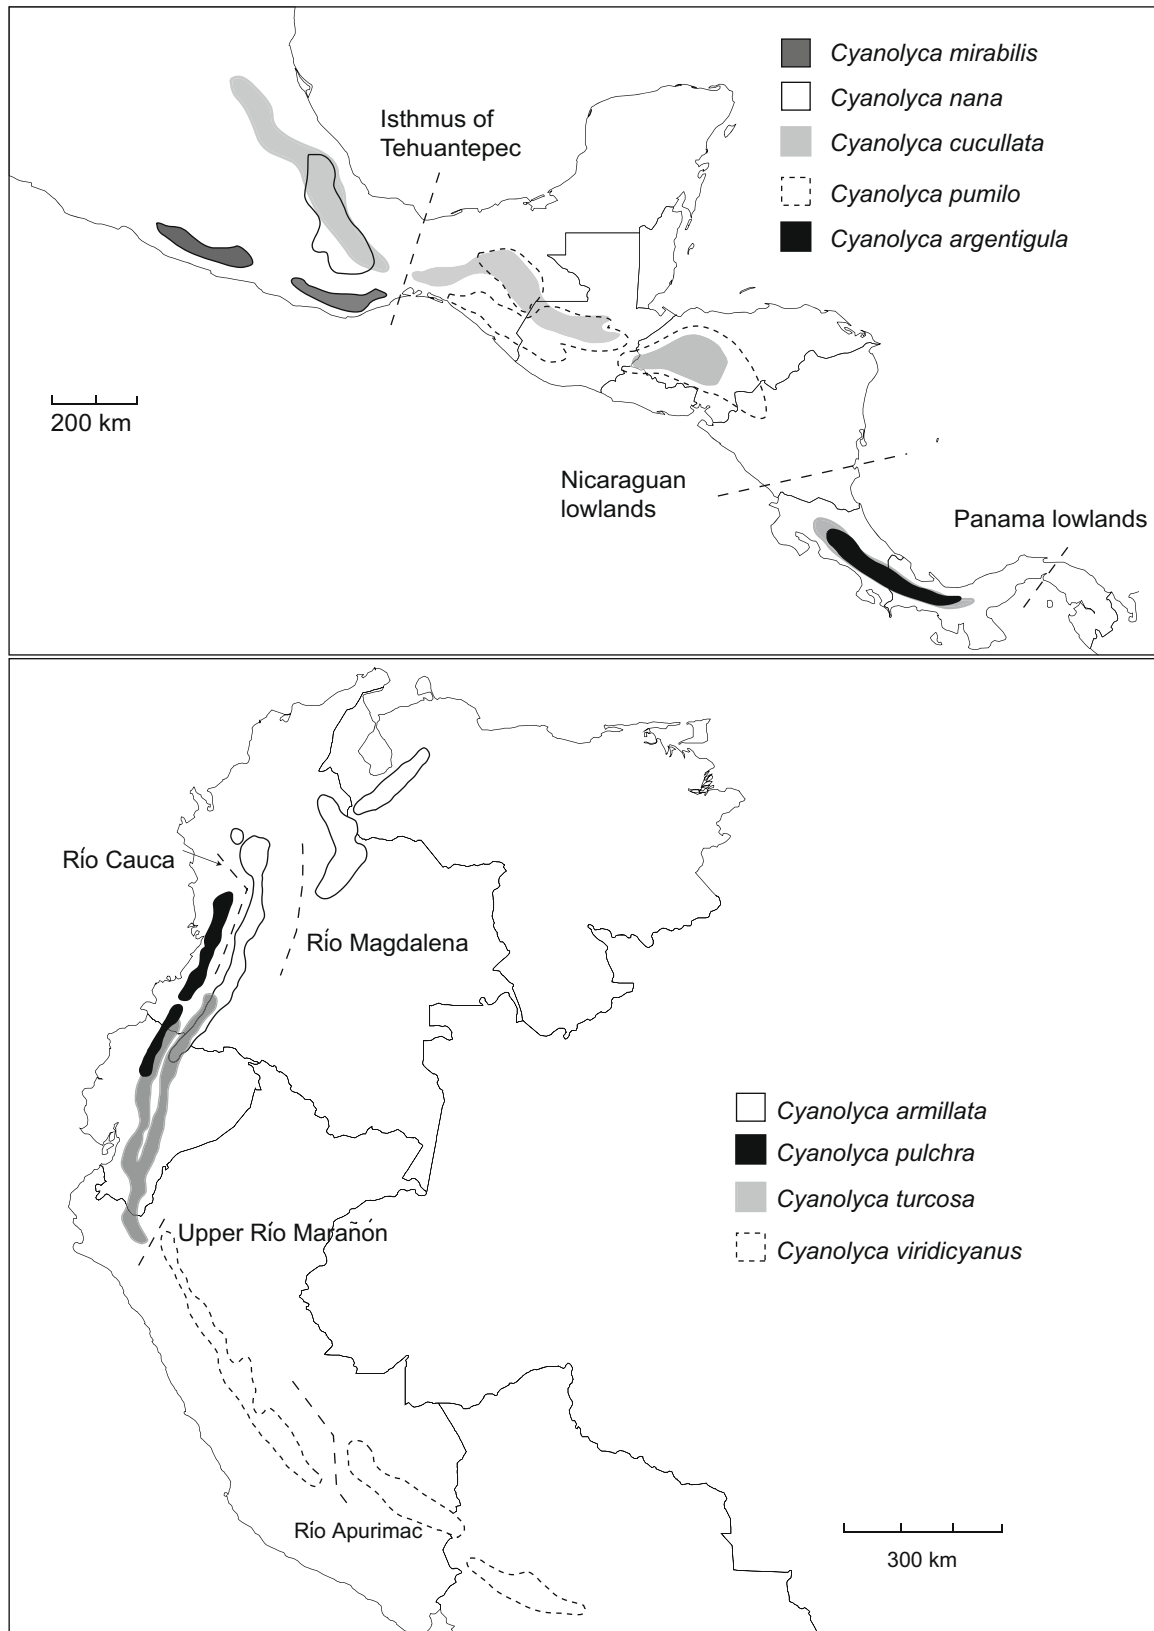 Cyanolyca mirabilis
Cyanolyca nana
Cyanolyca cucullata
Cyanolyca pumilo
Cyanolyca argentigula
Isthmus of
Tehuantepec
200 km
Nicaraguan
lowlands
Panama lowlands
Río Cauca
Río Magdalena
Cyanolyca armillata
Cyanolyca pulchra
Cyanolyca turcosa
Cyanolyca viridicyanus
Upper Río Marañón
Río Apurimac
300 km